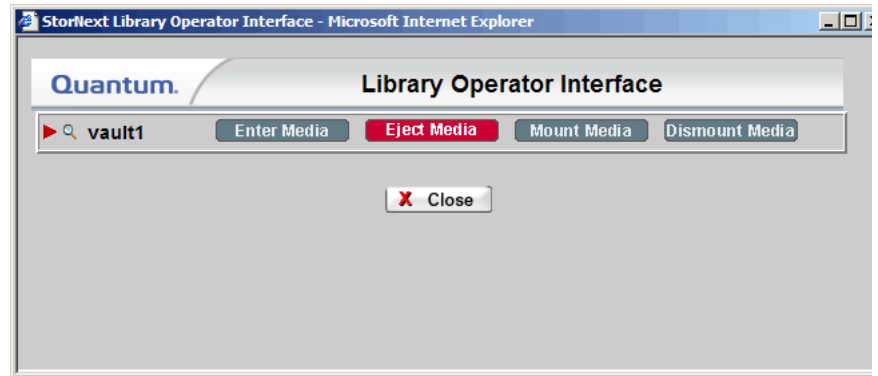 StorNext Library Operator Interface - Microsoft Internet Explorer
Quantum. Library Operator Interface
vault1 Enter Media Eject Media Mount Media Dismount Media
X Close